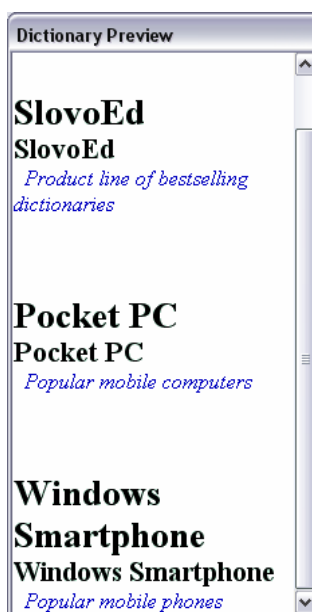 Dictionary Preview
SlovoEd
SlovoEd
Product line of bestselling
dictionaries
Pocket PC
Pocket PC
Popular mobile computers
Windows
Smartphone
Windows Smartphone
Popular mobile phones